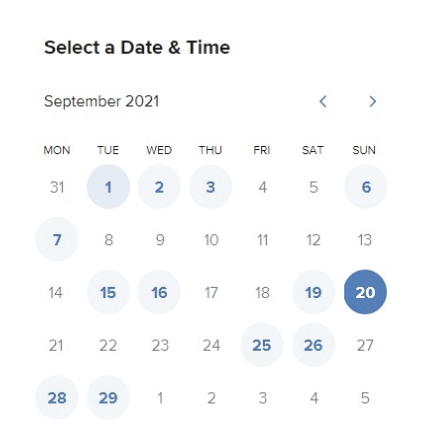 Select a Date & Time
September 2021
MON TUE WED THU FRI SAT SUN
31 1 2 3 4 5 6
7 8 9 10 11 12 13
14 15 16 17 18 19 20
21 22 23 24 25 26 27
28 29 1 2 3 4 5